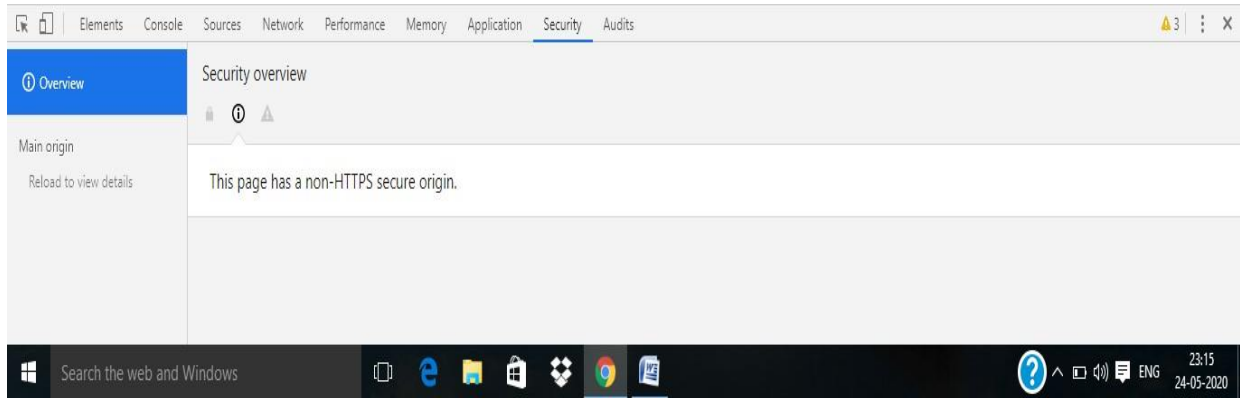 Elements Console Sources Network Performance Memory Application Security Audits 3
Overview
Security overview
Main origin
Reload to view details
This page has a non-HTTPS secure origin.
Search the web and Windows
ENG
23:15
24-05-2020